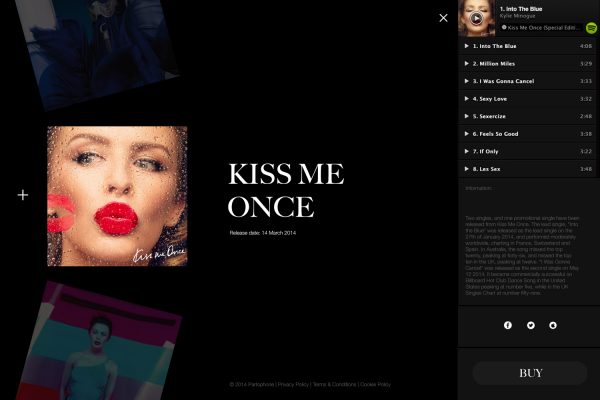 KISS ME
ONCE
Release date: 14 March 2014
Kiss me Once
© 2014 Parlophone | Privacy Policy | Terms & Conditions | Cookie Policy
1. Into The Blue
Kylie Minogue
Kiss Me Once (Special Editi...
1. Into The Blue 4:08
2. Million Miles 3:29
3. I Was Gonna Cancel 3:33
4. Sexy Love 3:32
5. Sexercize 2:48
6. Feels So Good 3:38
7. If Only 3:22
8. Les Sex 3:48
Information:
Two singles, and one promotional single have been
released from Kiss Me Once. The lead single, "Into
the Blue" was released as the lead single on the
27th of January 2014, and performed moderately
worldwide, charting in France, Switzerland and
Spain. In Australia, the song missed the top
twenty, peaking at forty-six, and missed the top
ten in the UK, peaking at twelve. "I Was Gonna
Cancel" was released as the second single on May
12 2014. It became commercially successful on
Billboard Hot Club Dance Song in the United
States peaking at number five, while in the UK
Singles Chart at number fifty-nine.
BUY